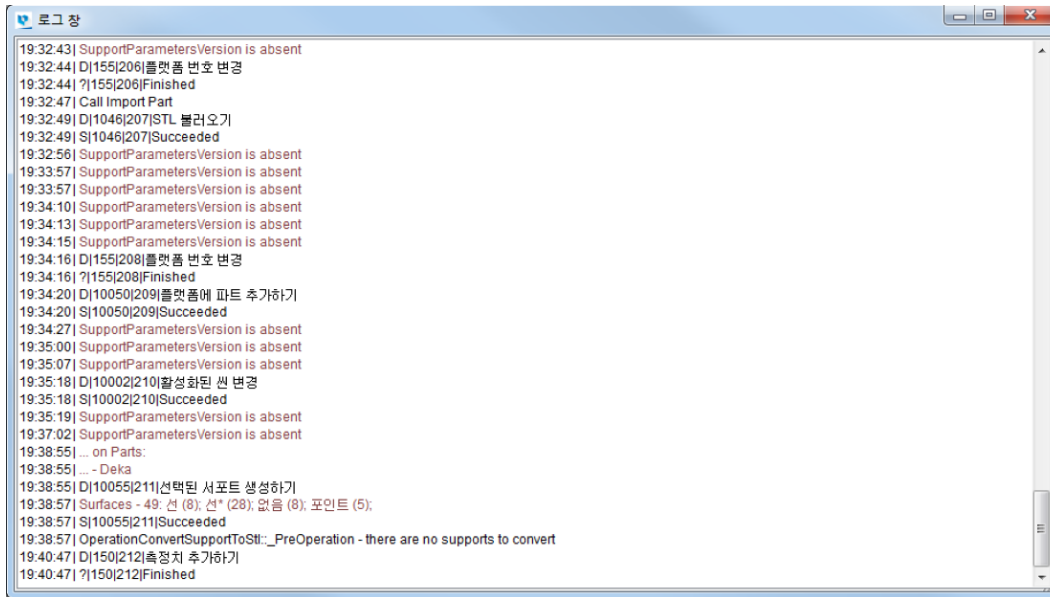 로그 창
19:32:43| SupportParametersVersion is absent
19:32:44| D|155|206|플랫폼 번호 변경
19:32:44| ?|155|206|Finished
19:32:47| Call Import Part
19:32:49| D|1046|207|STL 불러오기
19:32:49| S|1046|207|Succeeded
19:32:56| SupportParametersVersion is absent
19:33:57| SupportParametersVersion is absent
19:33:57| SupportParametersVersion is absent
19:34:10| SupportParametersVersion is absent
19:34:13| SupportParametersVersion is absent
19:34:15| SupportParametersVersion is absent
19:34:16| D|155|208|플랫폼 번호 변경
19:34:16| ?|155|208|Finished
19:34:20| D|10050|209|플랫폼에 파트 추가하기
19:34:20| S|10050|209|Succeeded
19:34:27| SupportParametersVersion is absent
19:35:00| SupportParametersVersion is absent
19:35:07| SupportParametersVersion is absent
19:35:18| D|10002|210|활성화된 씬 변경
19:35:18| S|10002|210|Succeeded
19:35:19| SupportParametersVersion is absent
19:37:02| SupportParametersVersion is absent
19:38:55| ... on Parts:
19:38:55| ... - Deka
19:38:55| D|10055|211|선택된 서포트 생성하기
19:38:57| Surfaces - 49: 선 (8); 선* (28); 없음 (8); 포인트 (5);
19:38:57| S|10055|211|Succeeded
19:38:57| OperationConvertSupportToStl::_PreOperation - there are no supports to convert
19:40:47| D|150|212|측정치 추가하기
19:40:47| ?|150|212|Finished